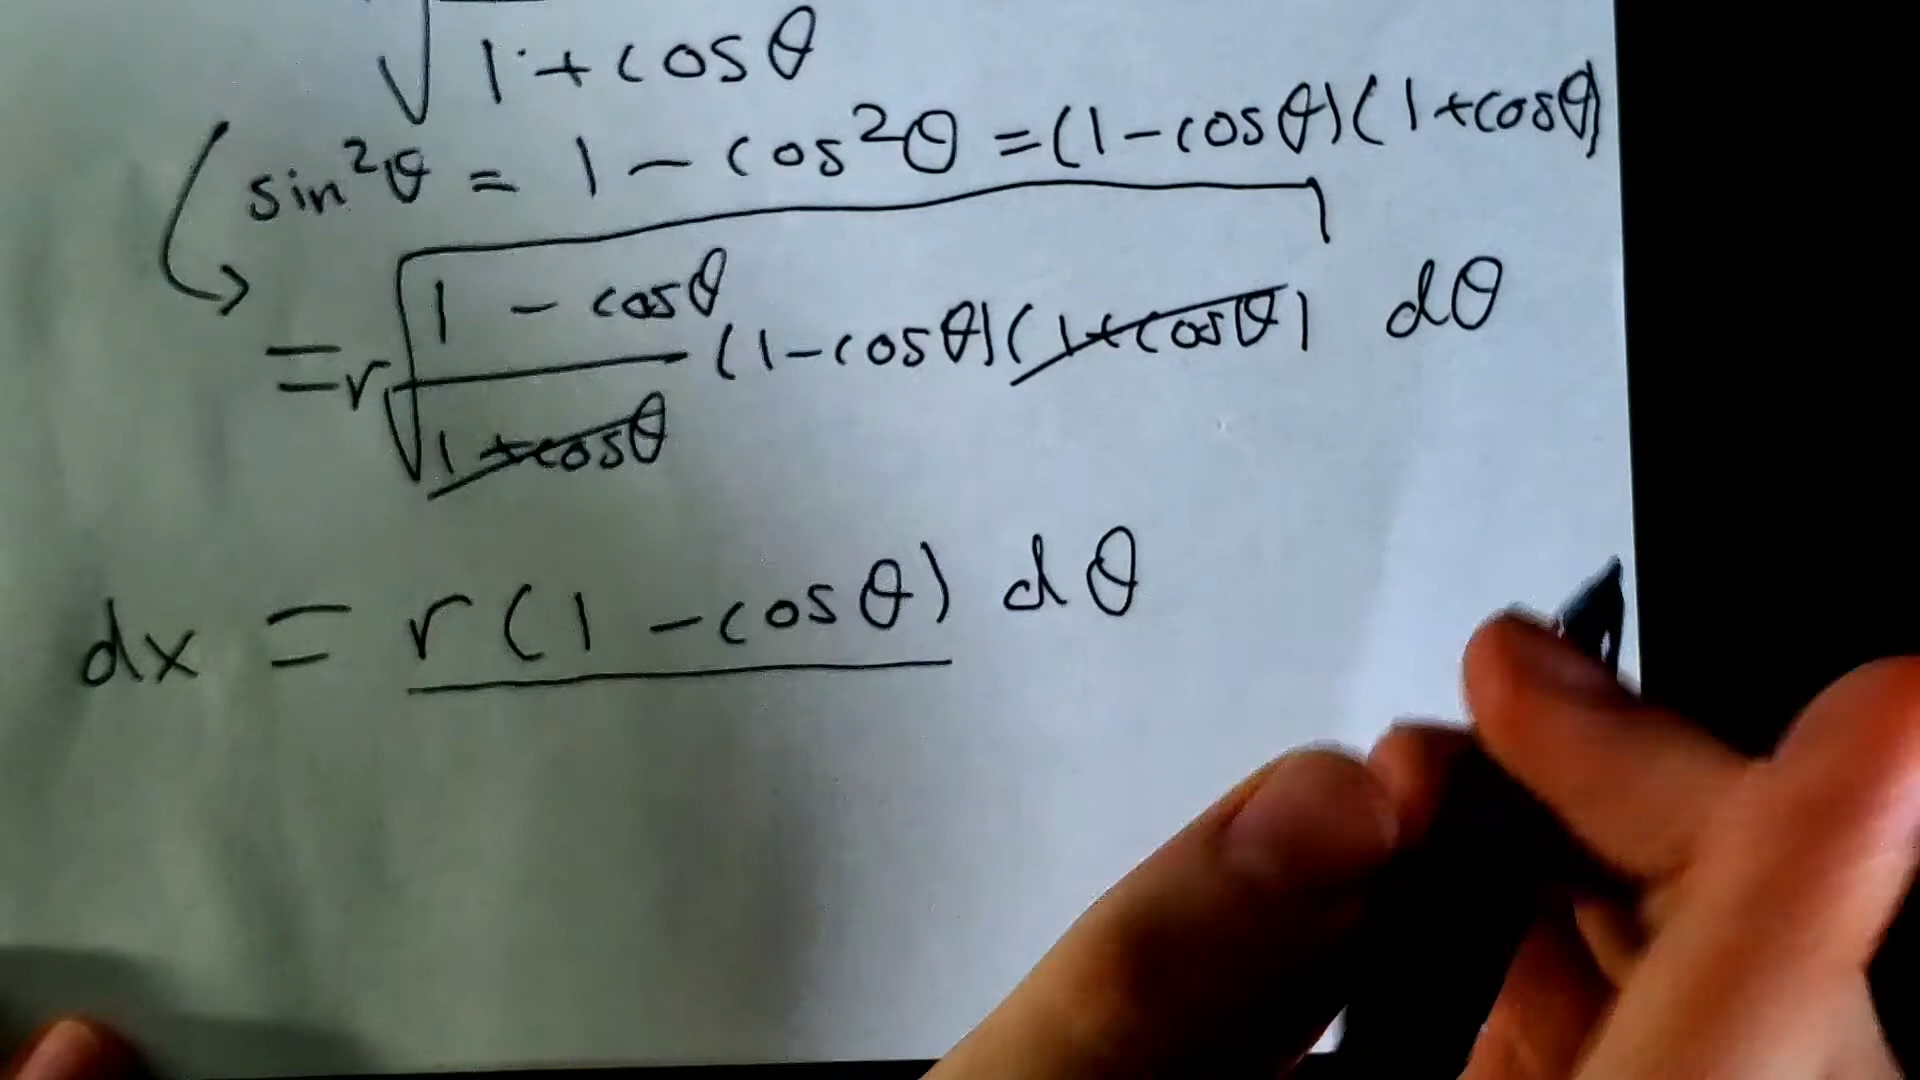 √1+cosθ
sin²θ = 1 - cos²θ = (1-cosθ)(1+cosθ)
= r√((1 - cosθ)/(1+cosθ) (1-cosθ)(1+cosθ)) dθ
dx = r(1 - cosθ) dθ